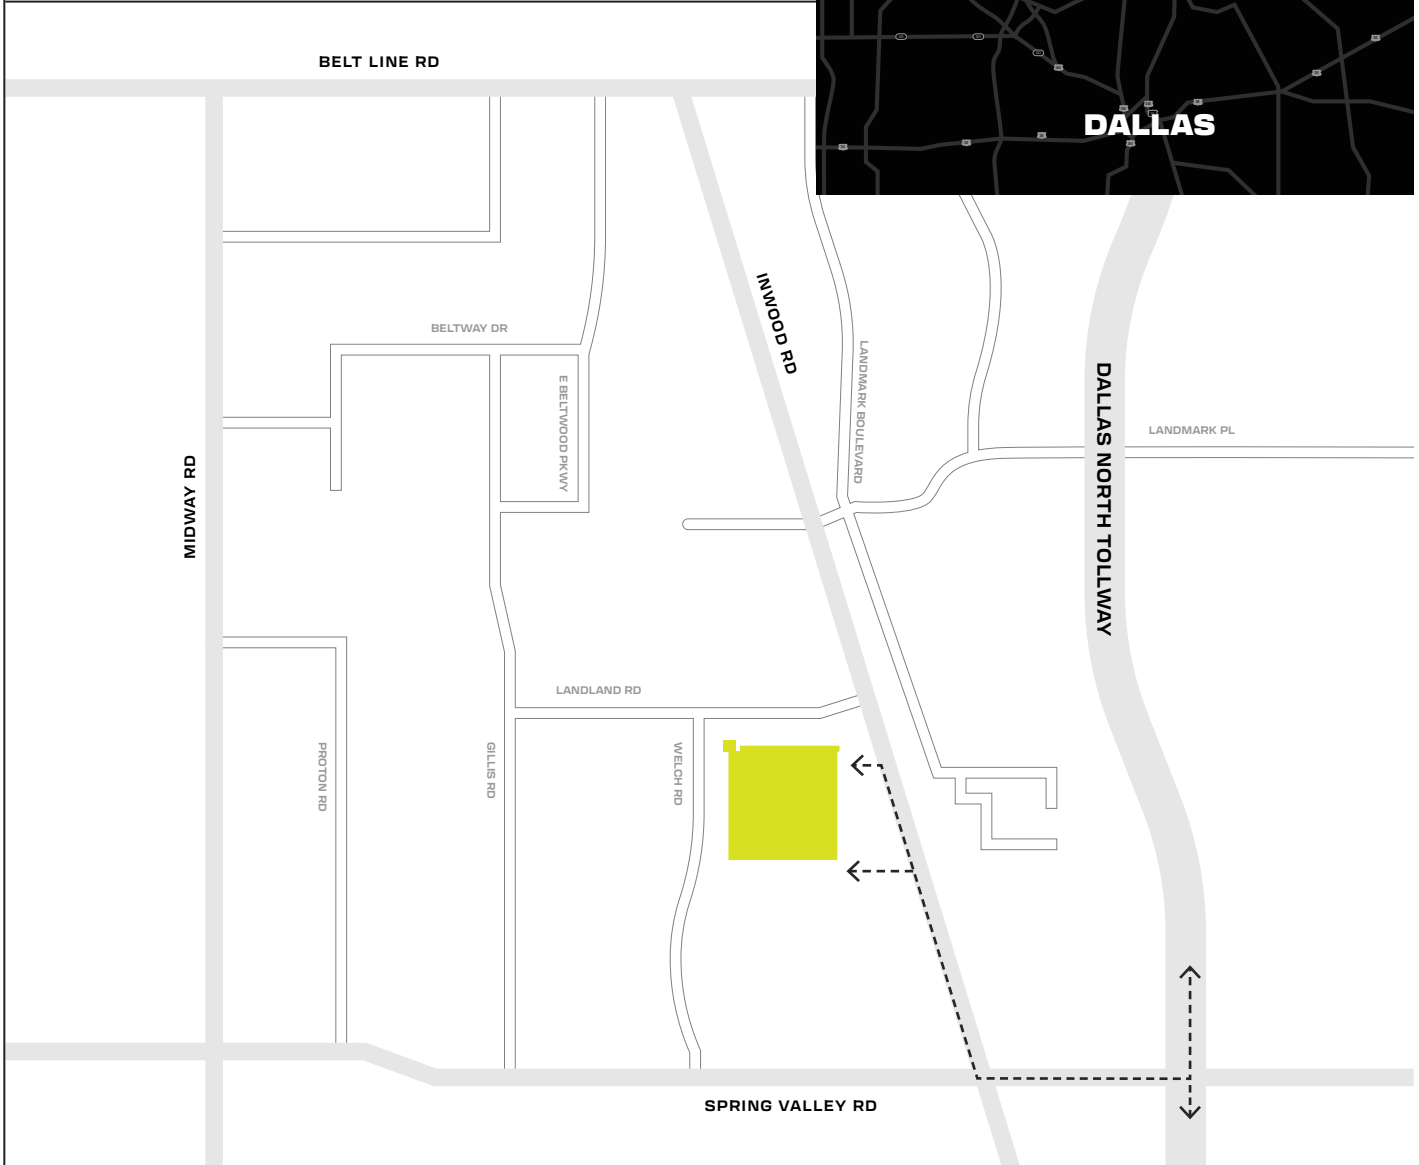 BELT LINE RD
DALLAS
INWOOD RD
BELTWAY DR
LANDMARK BOULEVARD
E BELTWOOD PKWY
DALLAS NORTH TOLLWAY
LANDMARK PL
MIDWAY RD
LANDLAND RD
PROTON RD
GILLIS RD
WELCH RD
SPRING VALLEY RD